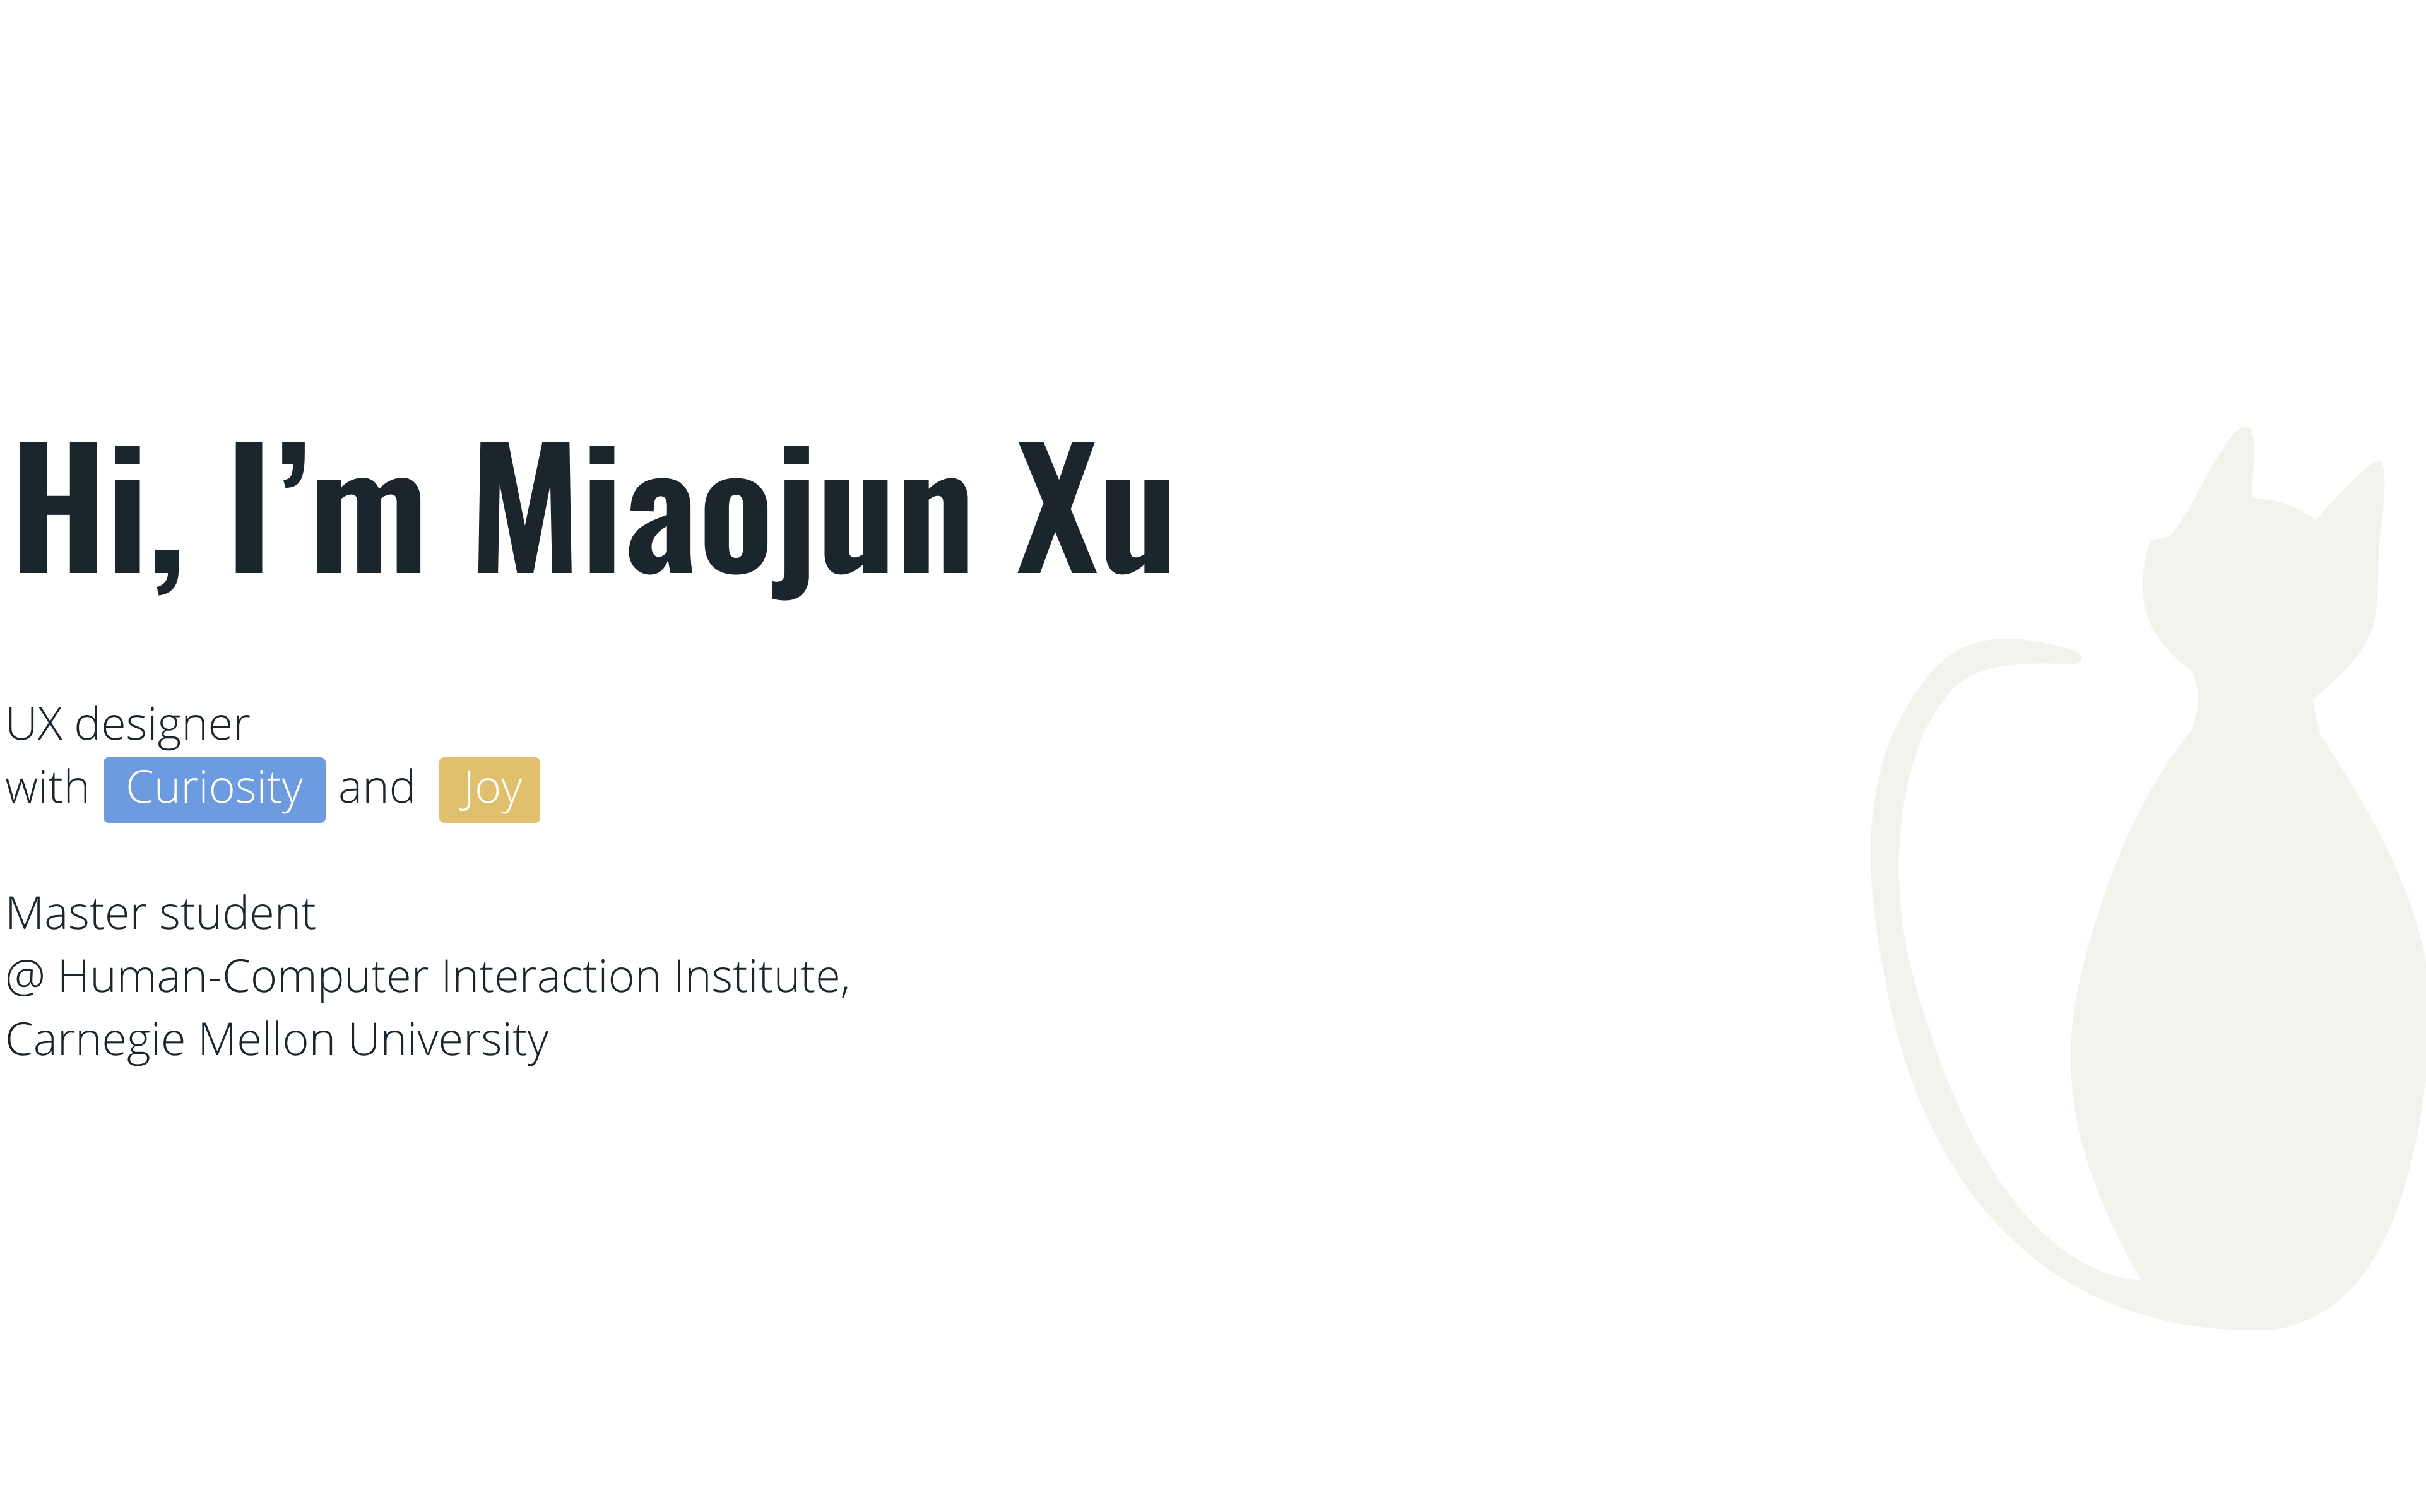 Hi, I’m Miaojun Xu
UX designer
with Curiosity and Joy
Master student
@ Human-Computer Interaction Institute,
Carnegie Mellon University